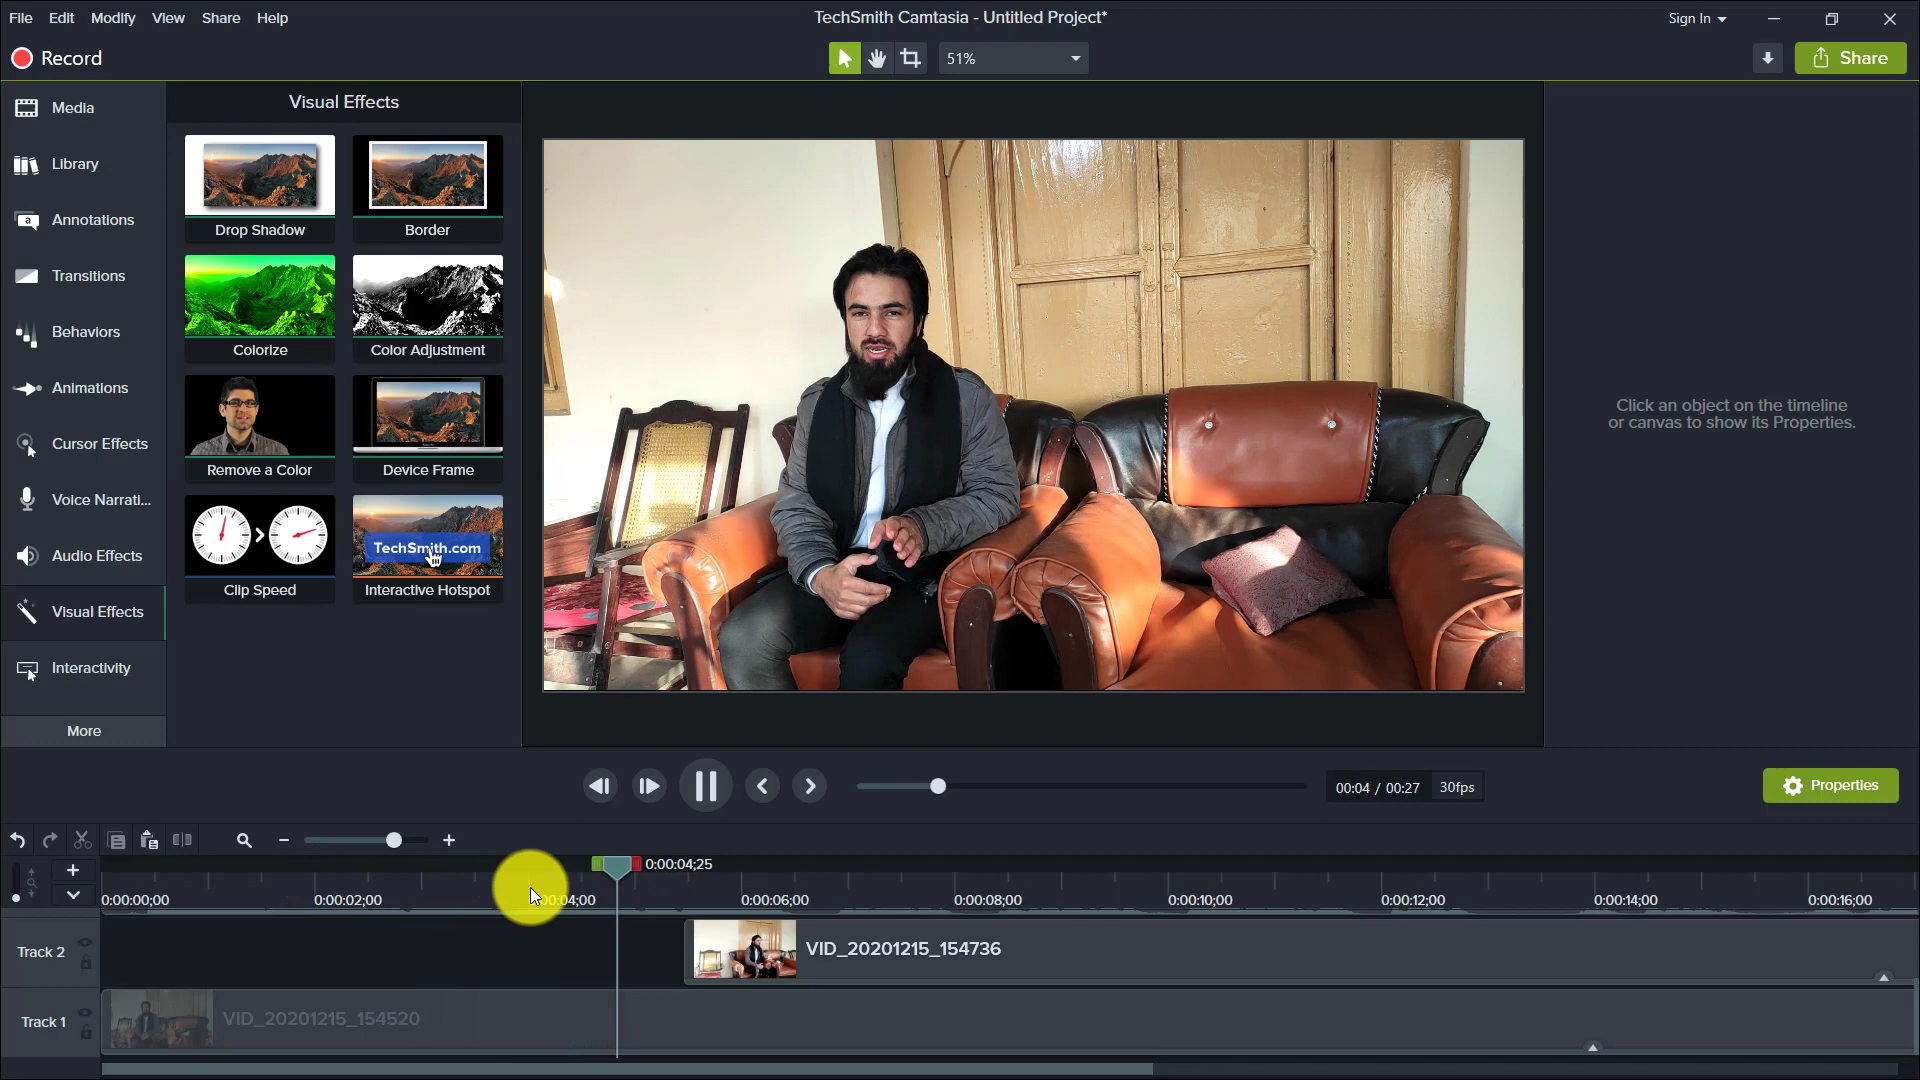 File Edit Modify View Share Help
TechSmith Camtasia - Untitled Project*
Sign In
Record
51%
Share
Media
Library
Annotations
Transitions
Behaviors
Animations
Cursor Effects
Voice Narrati...
Audio Effects
Visual Effects
Interactivity
More
Visual Effects
Drop Shadow
Border
Colorize
Color Adjustment
Remove a Color
Device Frame
Clip Speed
TechSmith.com
Interactive Hotspot
Click an object on the timeline
or canvas to show its Properties.
00:04 / 00:27 30fps
Properties
0:00:04;25
0:00:00;00 0:00:02;00 0:00:04;00 0:00:06;00 0:00:08;00 0:00:10;00 0:00:12;00 0:00:14;00 0:00:16;00
Track 2
VID_20201215_154736
Track 1
VID_20201215_154520